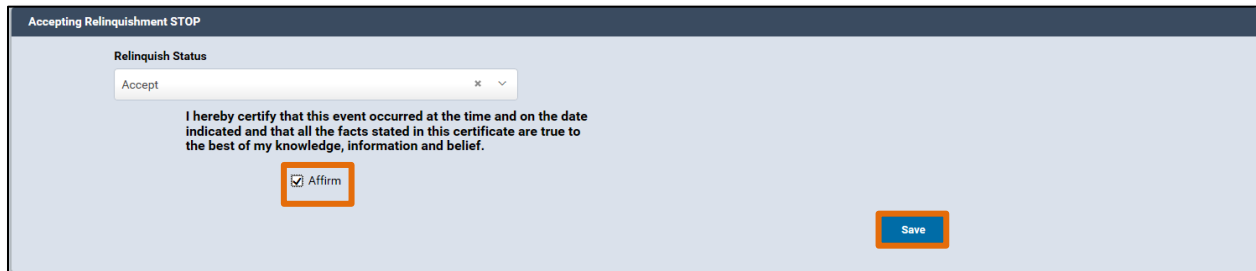 Accepting Relinquishment STOP
Relinquish Status
Accept
I hereby certify that this event occurred at the time and on the date
indicated and that all the facts stated in this certificate are true to
the best of my knowledge, information and belief.
Affirm
Save